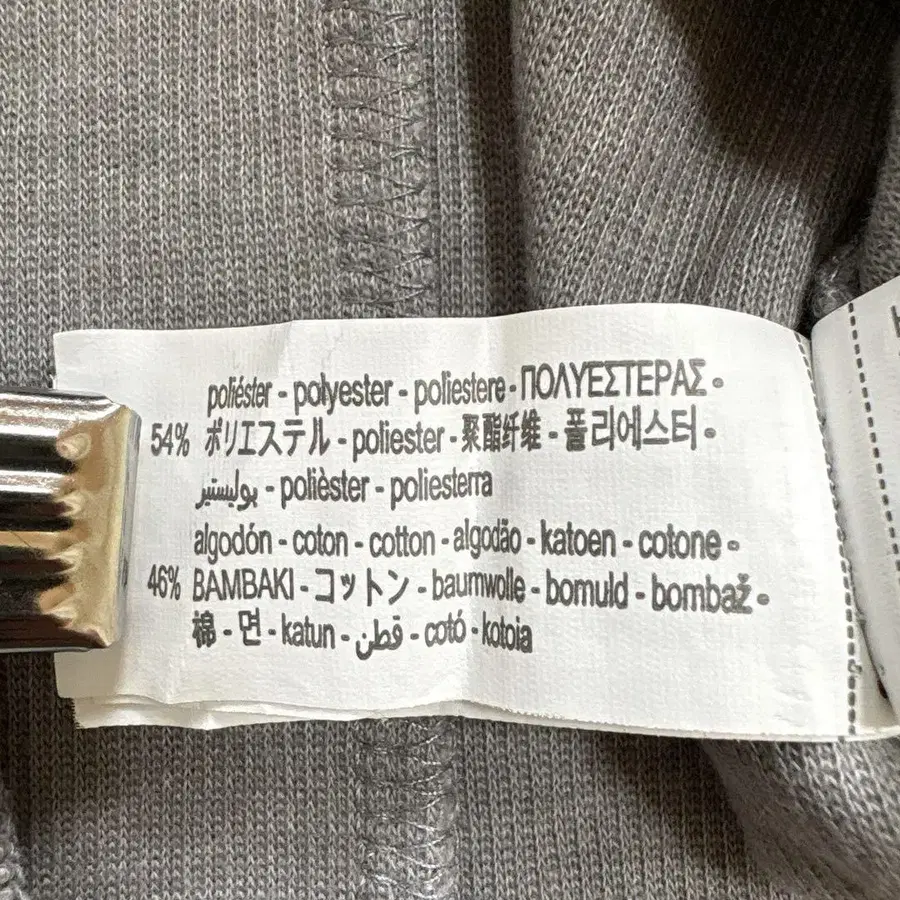 poliéster - polyester - poliestere - ΠΟΛΥΕΣΤΕΡΑΣ -
54% ポリエステル - poliester - 聚酯纤维 - 폴리에스터 -
بوليستير - polièster - poliesterra
algodón - coton - cotton - algodão - katoen - cotone -
46% BAMBAKI - コットン - baumwolle - bomuld - bombaž -
棉 - 면 - katun - قطن - cotó - kotoia